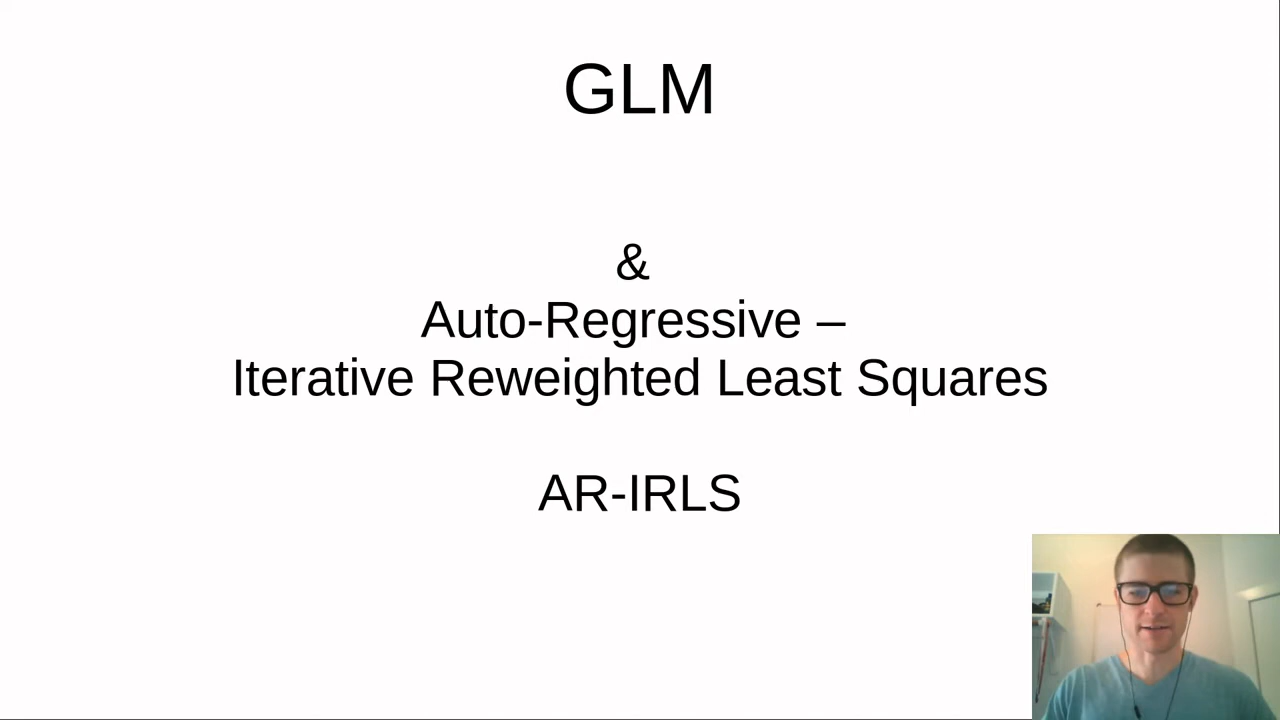 GLM
&
Auto-Regressive –
Iterative Reweighted Least Squares
AR-IRLS